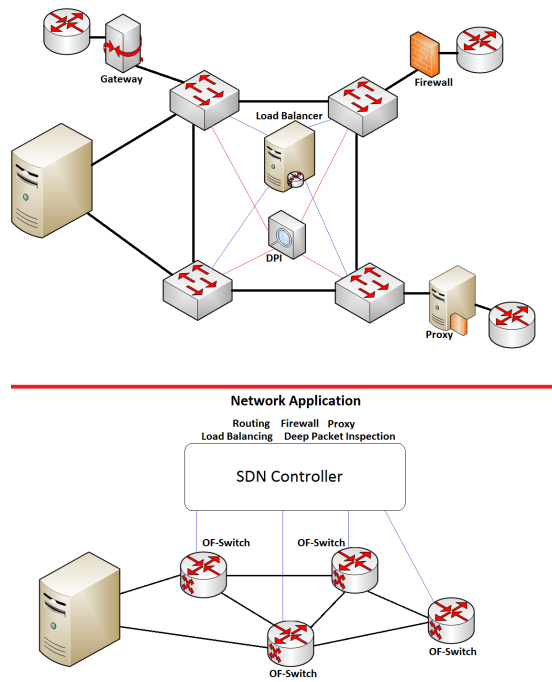 Gateway
Firewall
Load Balancer
DPI
Proxy
Network Application
Routing Firewall Proxy
Load Balancing Deep Packet Inspection
SDN Controller
OF-Switch OF-Switch
OF-Switch
OF-Switch